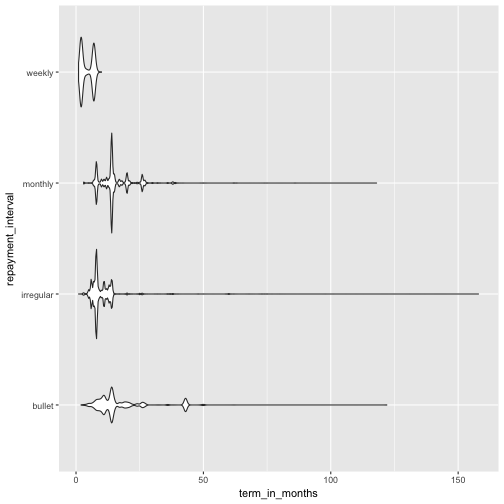 weekly
monthly
irregular
bullet
repayment_interval
0 50 100 150
term_in_months